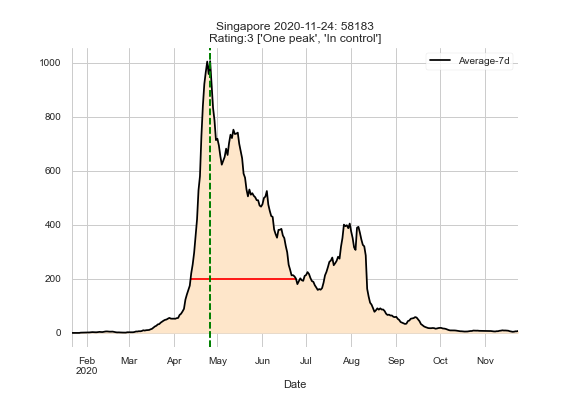 Singapore 2020-11-24: 58183
Rating:3 ['One peak', 'In control']
Average-7d
1000
800
600
400
200
0
Feb Mar Apr May Jun Jul Aug Sep Oct Nov
2020
Date